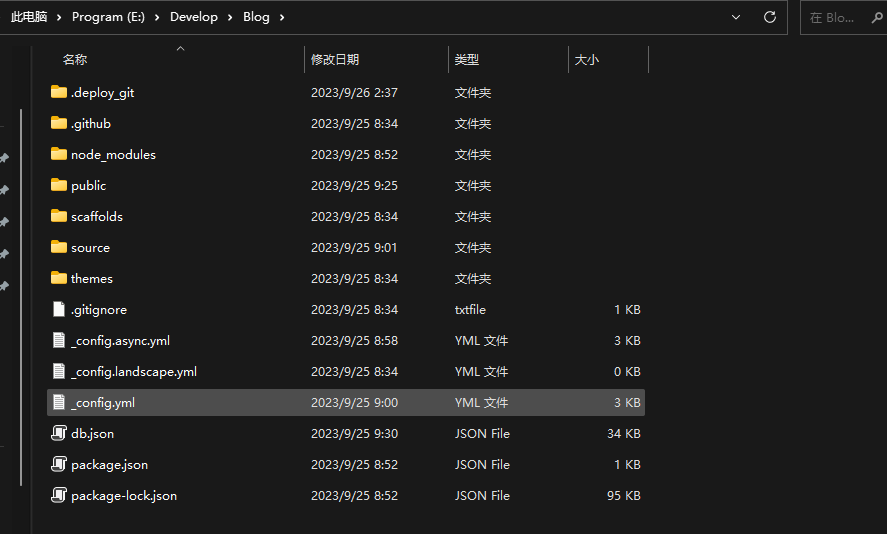 此电脑 > Program (E:) > Develop > Blog > 在 Blo...
名称 修改日期 类型 大小
.deploy_git 2023/9/26 2:37 文件夹
.github 2023/9/25 8:34 文件夹
node_modules 2023/9/25 8:52 文件夹
public 2023/9/25 9:25 文件夹
scaffolds 2023/9/25 8:34 文件夹
source 2023/9/25 9:01 文件夹
themes 2023/9/25 8:34 文件夹
.gitignore 2023/9/25 8:34 txtfile 1 KB
_config.async.yml 2023/9/25 8:58 YML 文件 3 KB
_config.landscape.yml 2023/9/25 8:34 YML 文件 0 KB
_config.yml 2023/9/25 9:00 YML 文件 3 KB
db.json 2023/9/25 9:30 JSON File 34 KB
package.json 2023/9/25 8:52 JSON File 1 KB
package-lock.json 2023/9/25 8:52 JSON File 95 KB